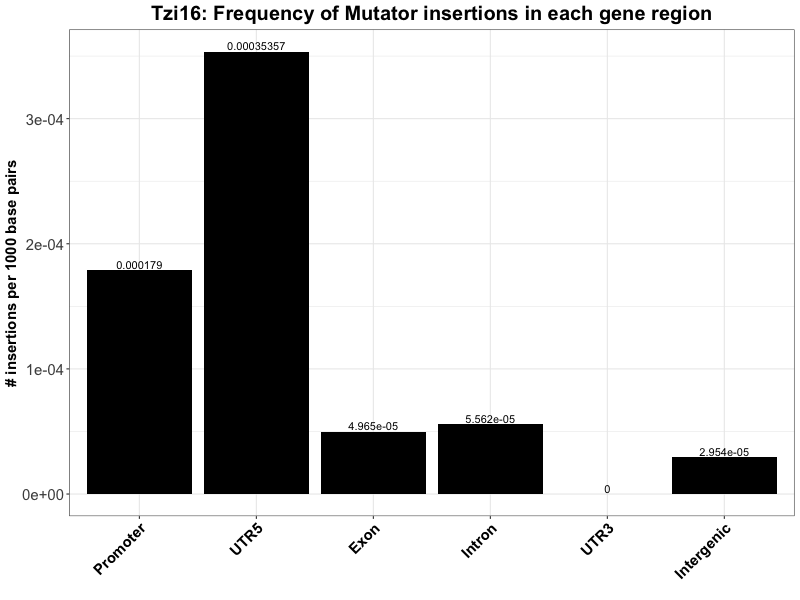 Tzi16: Frequency of Mutator insertions in each gene region
# insertions per 1000 base pairs
3e-04
2e-04
1e-04
0e+00
0.000179
0.00035357
4.965e-05
5.562e-05
0
2.954e-05
Promoter
UTR5
Exon
Intron
UTR3
Intergenic